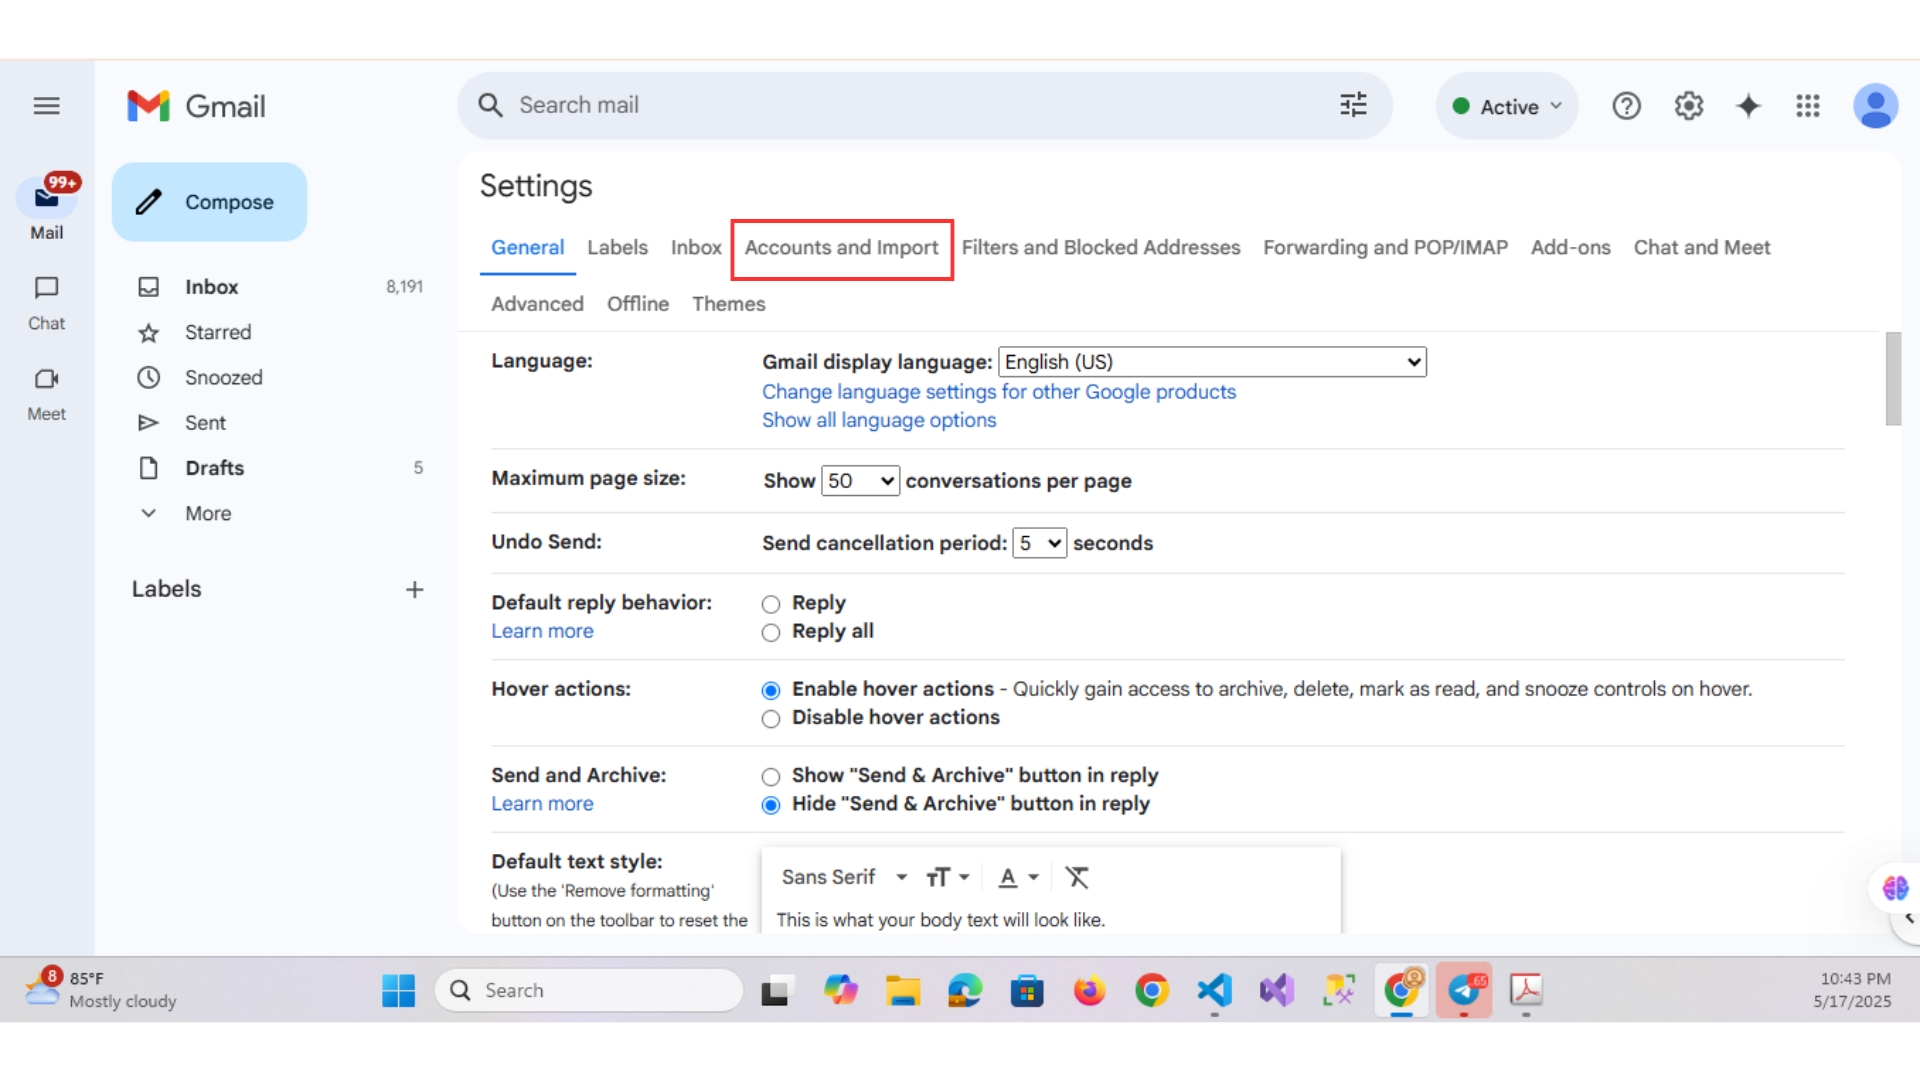 Gmail
Search mail
Active
99+
Mail
Compose
Chat
Meet
Inbox 8,191
Starred
Snoozed
Sent
Drafts 5
More
Labels
Settings
General Labels Inbox Accounts and Import Filters and Blocked Addresses Forwarding and POP/IMAP Add-ons Chat and Meet
Advanced Offline Themes
Language: Gmail display language: English (US)
Change language settings for other Google products
Show all language options
Maximum page size: Show 50 conversations per page
Undo Send: Send cancellation period: 5 seconds
Default reply behavior: Reply
Learn more Reply all
Hover actions: Enable hover actions - Quickly gain access to archive, delete, mark as read, and snooze controls on hover.
Disable hover actions
Send and Archive: Show "Send & Archive" button in reply
Learn more Hide "Send & Archive" button in reply
Default text style: Sans Serif
(Use the 'Remove formatting'
button on the toolbar to reset the This is what your body text will look like.
8 85°F
Mostly cloudy
Search
65
10:43 PM
5/17/2025